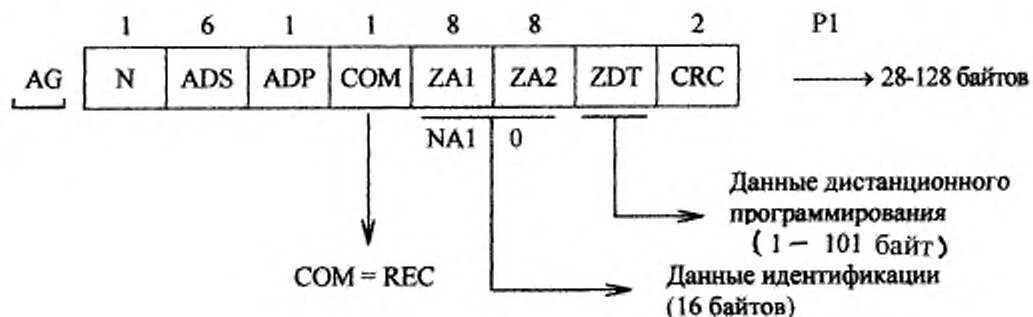 1 6 1 1 8 8 2 P1
AG N ADS ADP COM ZA1 ZA2 ZDT CRC 28-128 байтов
NA1 0
Данные дистанционного
программирования
(1 – 101 байт)
COM = REC
Данные идентификации
(16 байтов)